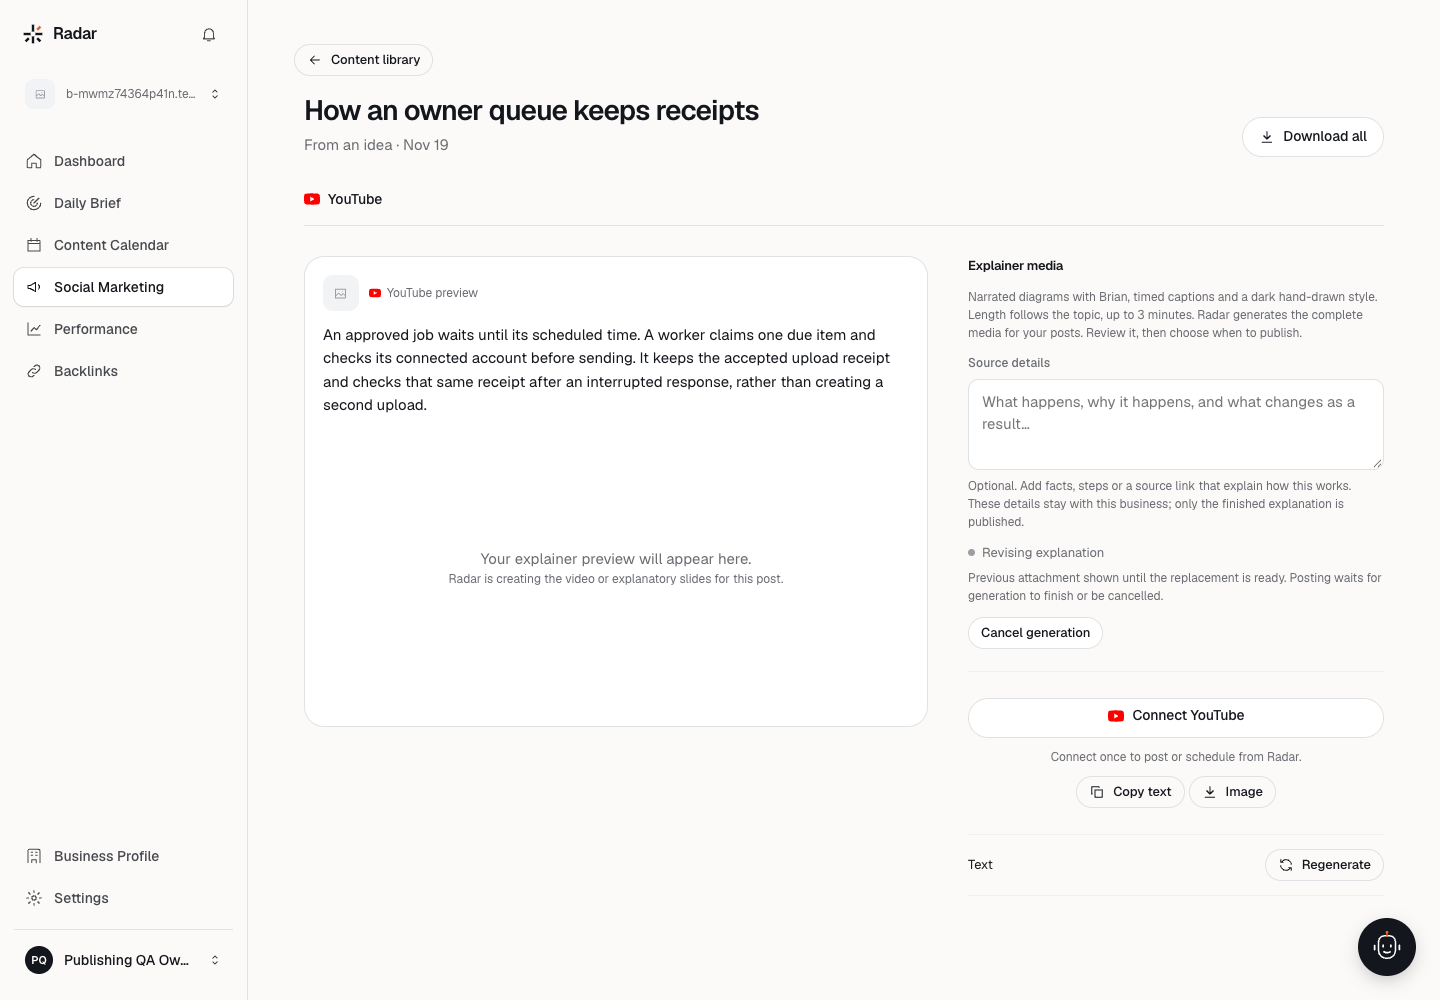 Radar
b-mwmz74364p41n.te...
Dashboard
Daily Brief
Content Calendar
Social Marketing
Performance
Backlinks
Business Profile
Settings
PQ
Publishing QA Ow...
Content library
How an owner queue keeps receipts
From an idea · Nov 19
Download all
YouTube
YouTube preview
An approved job waits until its scheduled time. A worker claims one due item and
checks its connected account before sending. It keeps the accepted upload receipt
and checks that same receipt after an interrupted response, rather than creating a
second upload.
Your explainer preview will appear here.
Radar is creating the video or explanatory slides for this post.
Explainer media
Narrated diagrams with Brian, timed captions and a dark hand-drawn style.
Length follows the topic, up to 3 minutes. Radar generates the complete
media for your posts. Review it, then choose when to publish.
Source details
What happens, why it happens, and what changes as a
result...
Optional. Add facts, steps or a source link that explain how this works.
These details stay with this business; only the finished explanation is
published.
Revising explanation
Previous attachment shown until the replacement is ready. Posting waits for
generation to finish or be cancelled.
Cancel generation
Connect YouTube
Connect once to post or schedule from Radar.
Copy text
Image
Text
Regenerate